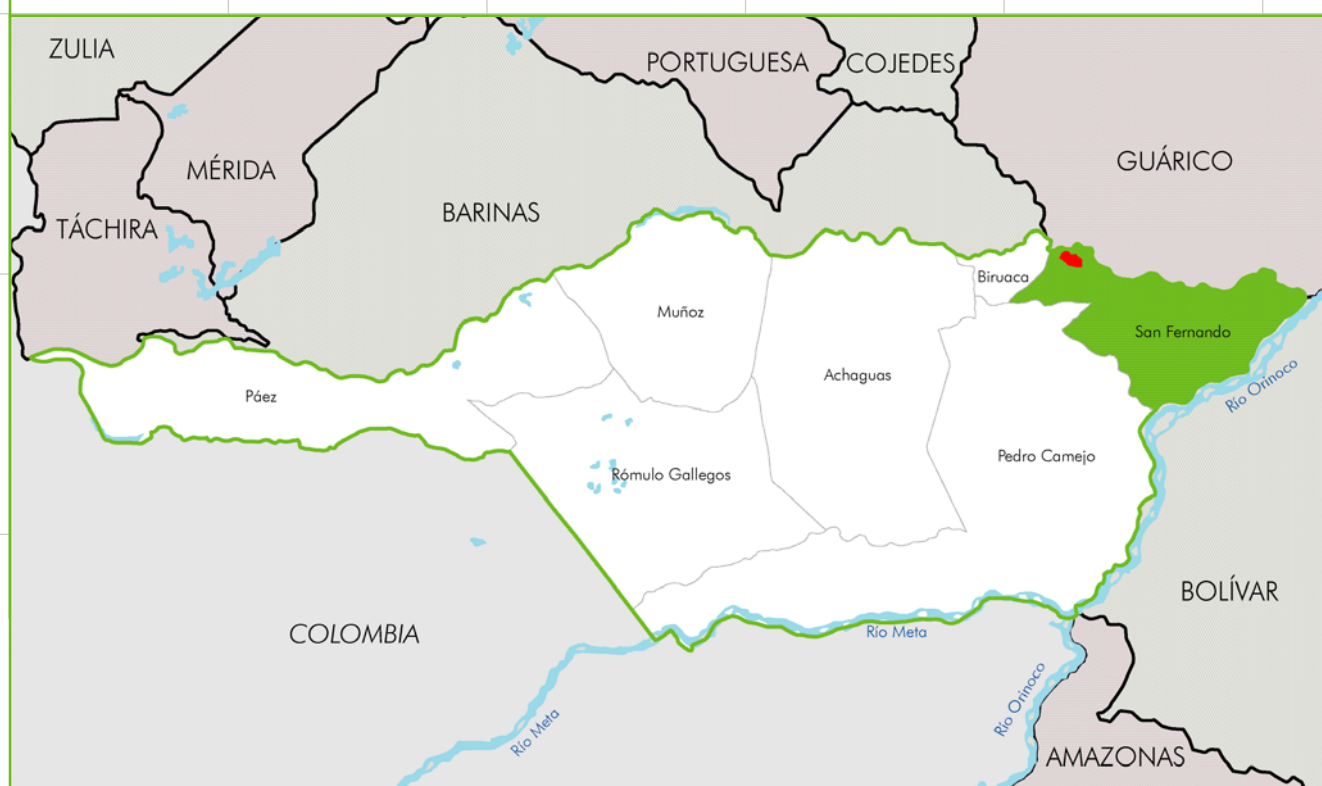 ZULIA
PORTUGUESA
COJEDES
GUÁRICO
MÉRIDA
BARINAS
TÁCHIRA
Biruaca
Muñoz
San Fernando
Achaguas
Río Orinoco
Páez
Pedro Camejo
Rómulo Gallegos
BOLÍVAR
COLOMBIA
Río Meta
Río Orinoco
Río Meta
AMAZONAS